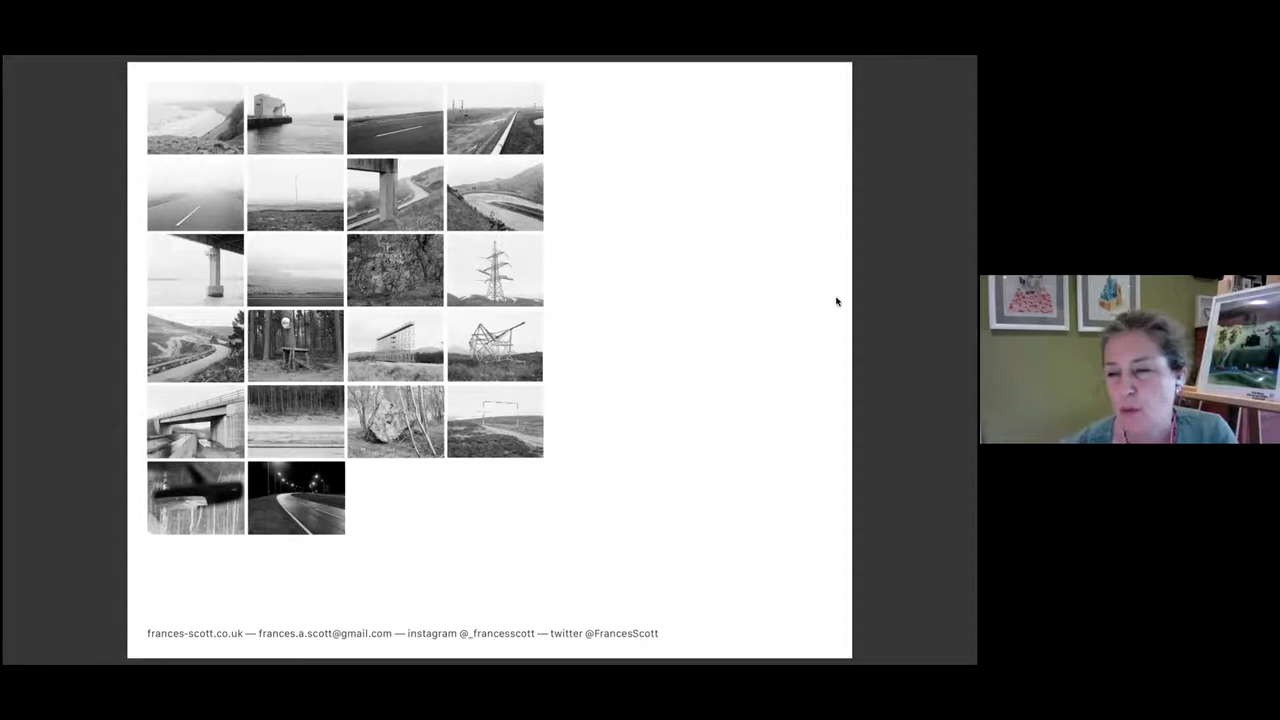 frances-scott.co.uk — frances.a.scott@gmail.com — instagram @_francesscott — twitter @FrancesScott